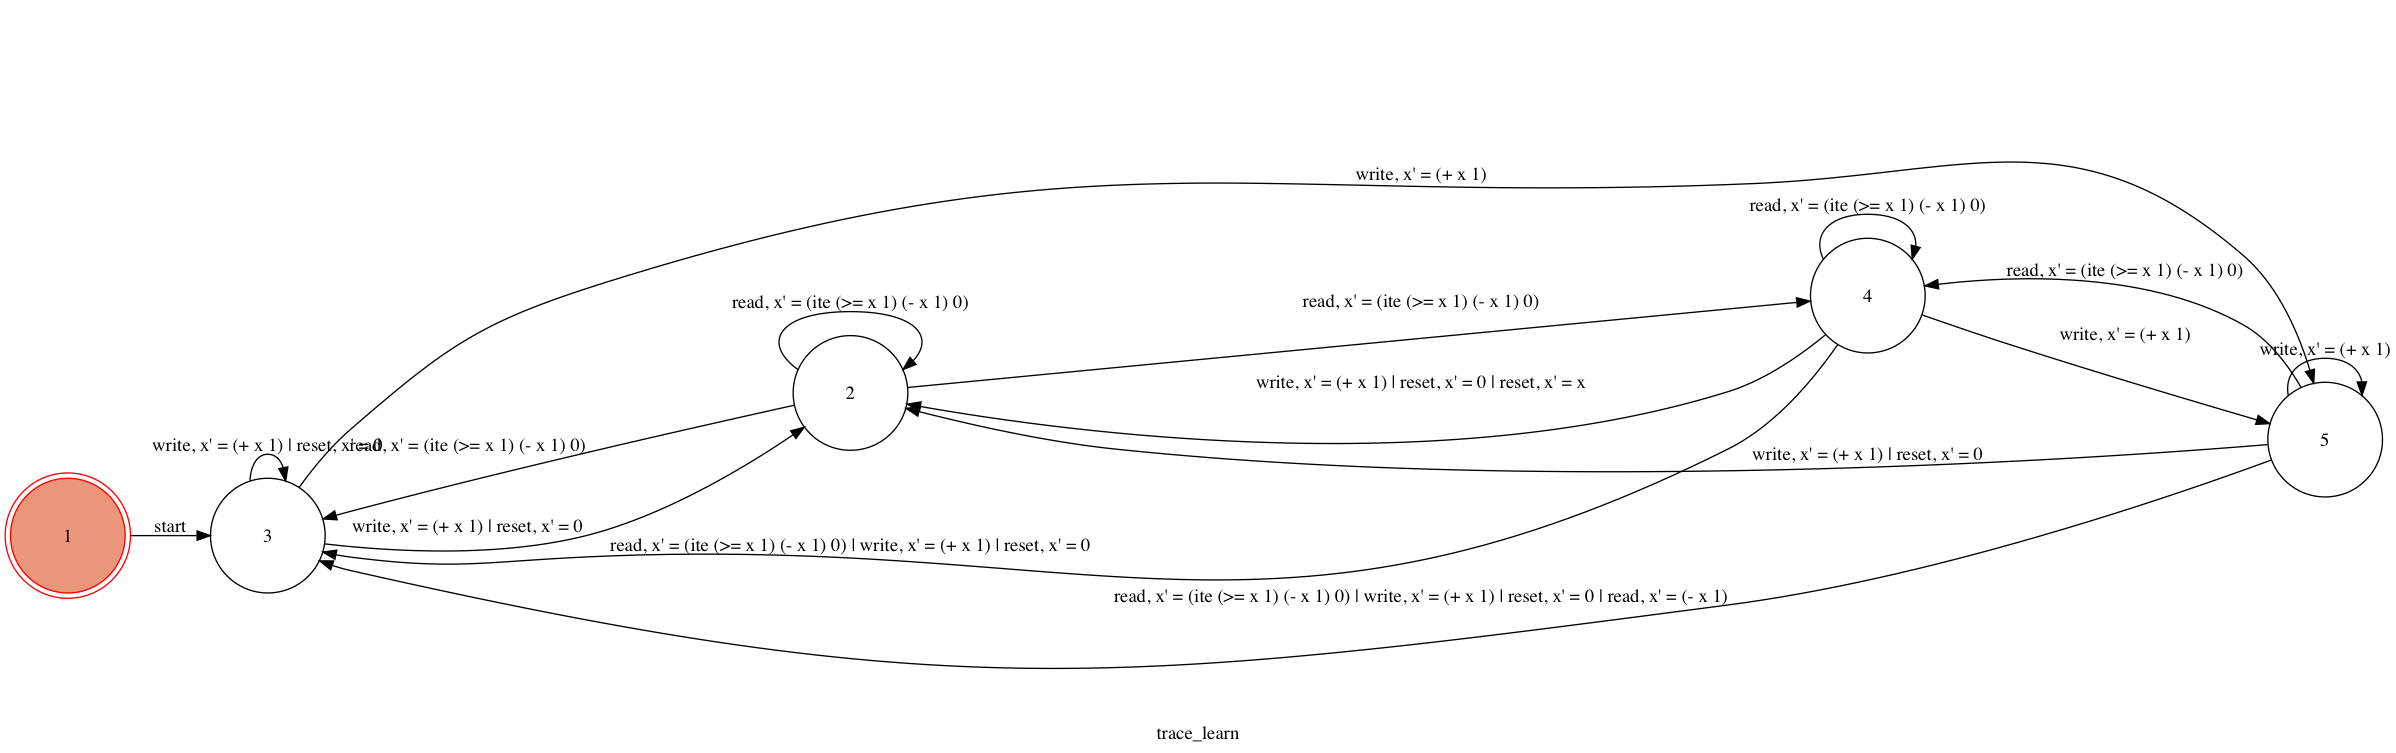 write, x' = (+ x 1)
read, x' = (ite (>= x 1) (- x 1) 0)
4
read, x' = (ite (>= x 1) (- x 1) 0)
read, x' = (ite (>= x 1) (- x 1) 0)
read, x' = (ite (>= x 1) (- x 1) 0)
write, x' = (+ x 1)
write, x' = (+ x 1)
2
write, x' = (+ x 1) | reset, x' = 0 | reset, x' = x
5
write, x' = (+ x 1) | reset, x' = 0
read, x' = (ite (>= x 1) (- x 1) 0)
write, x' = (+ x 1) | reset, x' = 0
1
start
3
write, x' = (+ x 1) | reset, x' = 0
read, x' = (ite (>= x 1) (- x 1) 0) | write, x' = (+ x 1) | reset, x' = 0
read, x' = (ite (>= x 1) (- x 1) 0) | write, x' = (+ x 1) | reset, x' = 0 | read, x' = (- x 1)
trace_learn